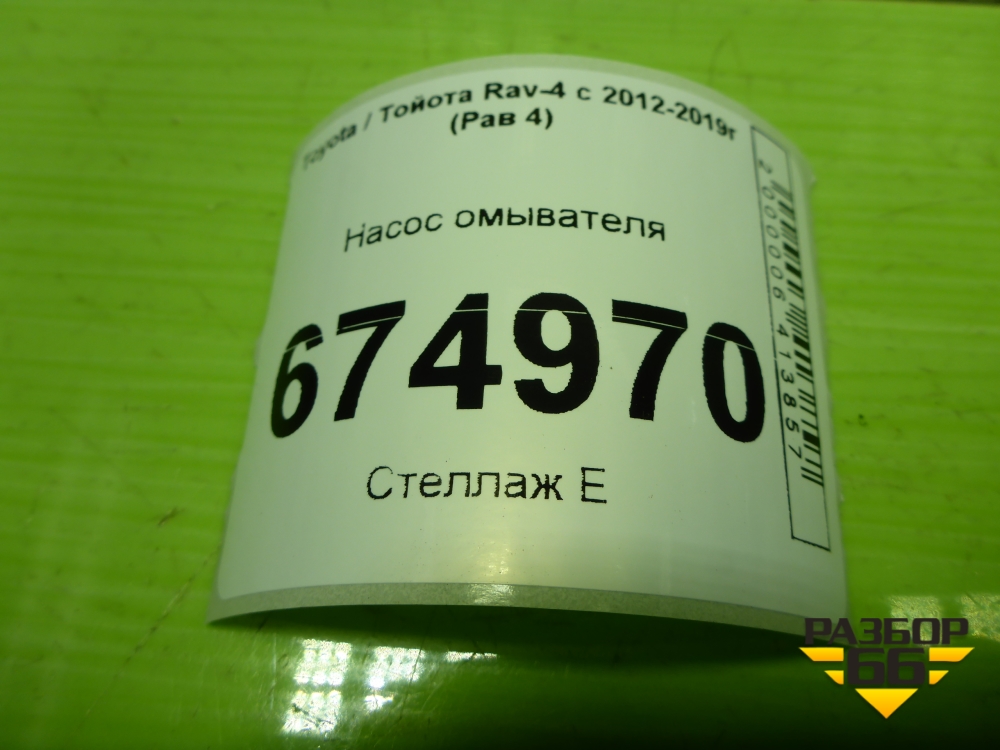 Toyota / Тойота Rav-4 с 2012-2019г
(Рав 4)
Насос омывателя
674970
Стеллаж Е
2000006413857
РАЗБОР
66